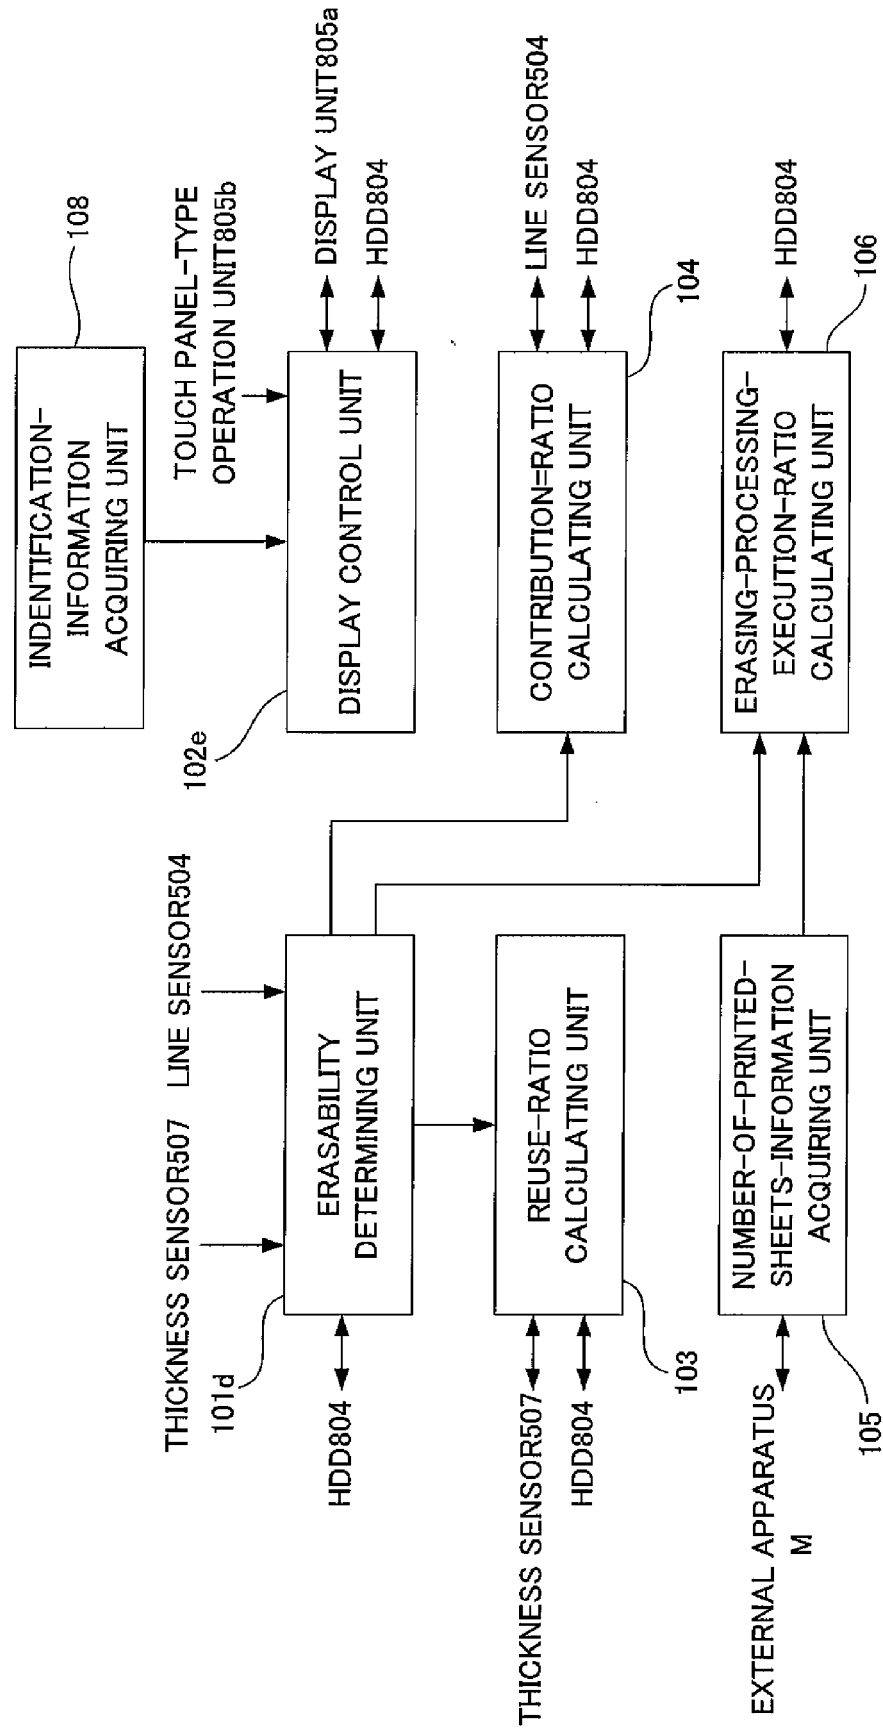 INDENTIFICATION-
INFORMATION
ACQUIRING UNIT
108
TOUCH PANEL-TYPE
OPERATION UNIT805b
DISPLAY CONTROL UNIT
102e
DISPLAY UNIT805a
HDD804
THICKNESS SENSOR507
LINE SENSOR504
ERASABILITY
DETERMINING UNIT
101d
HDD804
CONTRIBUTION=RATIO
CALCULATING UNIT
104
LINE SENSOR504
HDD804
REUSE-RATIO
CALCULATING UNIT
103
THICKNESS SENSOR507
HDD804
ERASING-PROCESSING-
EXECUTION-RATIO
CALCULATING UNIT
106
HDD804
NUMBER-OF-PRINTED-
SHEETS-INFORMATION
ACQUIRING UNIT
105
EXTERNAL APPARATUS
M